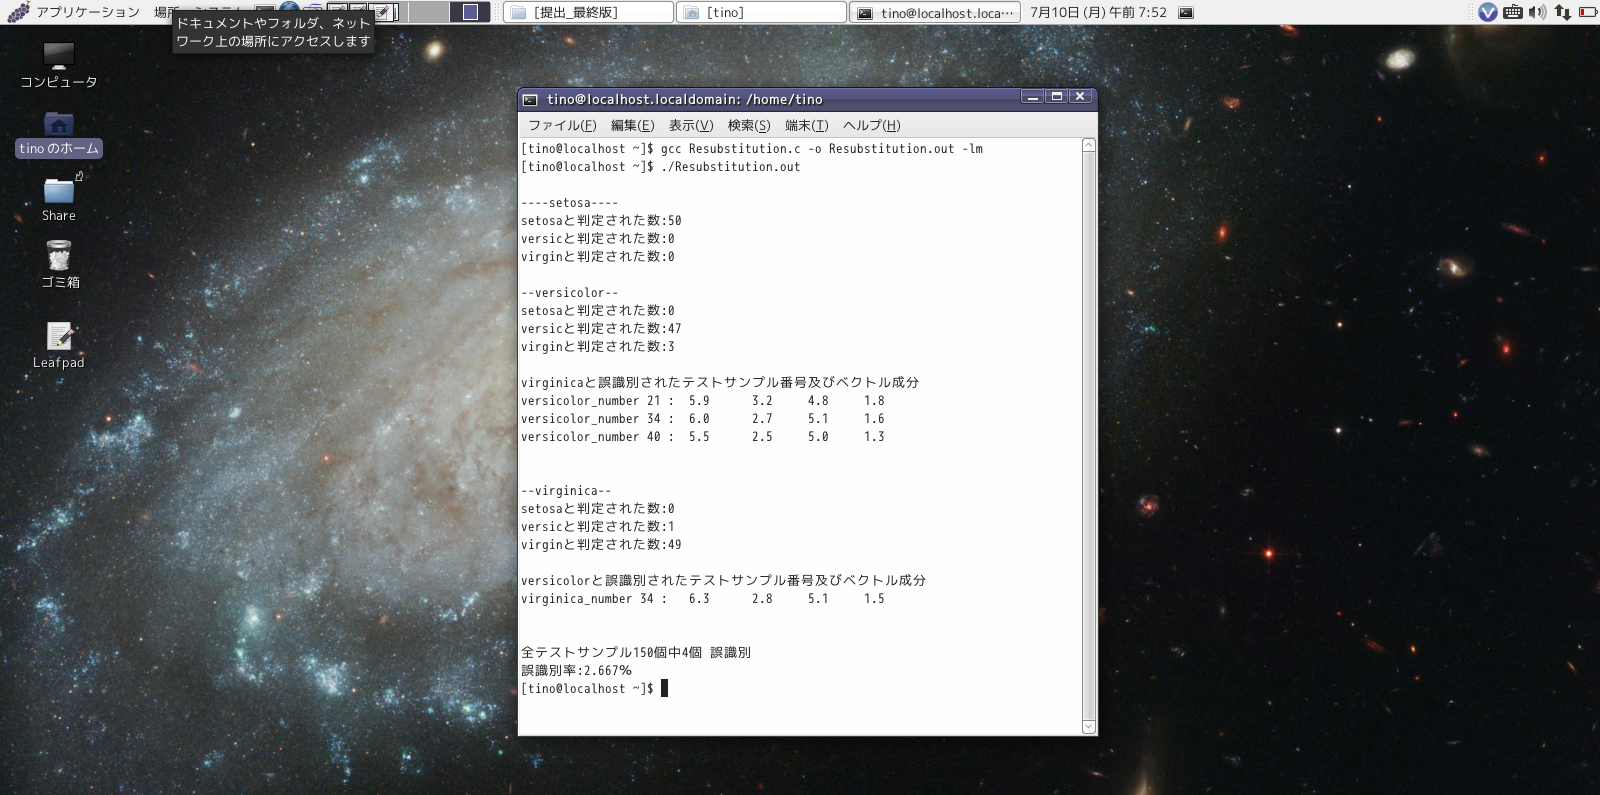 アプリケーション
場所
[提出_最終版]
[tino]
tino@localhost.loca…
7月10日 (月) 午前 7:52
ドキュメントやフォルダ、ネット
ワーク上の場所にアクセスします
コンピュータ
tino のホーム
Share
ゴミ箱
Leafpad
tino@localhost.localdomain: /home/tino
ファイル(F) 編集(E) 表示(V) 検索(S) 端末(T) ヘルプ(H)
[tino@localhost ~]$ gcc Resubstitution.c -o Resubstitution.out -lm
[tino@localhost ~]$ ./Resubstitution.out
----setosa----
setosaと判定された数:50
versicと判定された数:0
virginと判定された数:0
--versicolor--
setosaと判定された数:0
versicと判定された数:47
virginと判定された数:3
virginicaと誤識別されたテストサンプル番号及びベクトル成分
versicolor_number 21 : 5.9 3.2 4.8 1.8
versicolor_number 34 : 6.0 2.7 5.1 1.6
versicolor_number 40 : 5.5 2.5 5.0 1.3
--virginica--
setosaと判定された数:0
versicと判定された数:1
virginと判定された数:49
versicolorと誤識別されたテストサンプル番号及びベクトル成分
virginica_number 34 : 6.3 2.8 5.1 1.5
全テストサンプル150個中4個 誤識別
誤識別率:2.667%
[tino@localhost ~]$